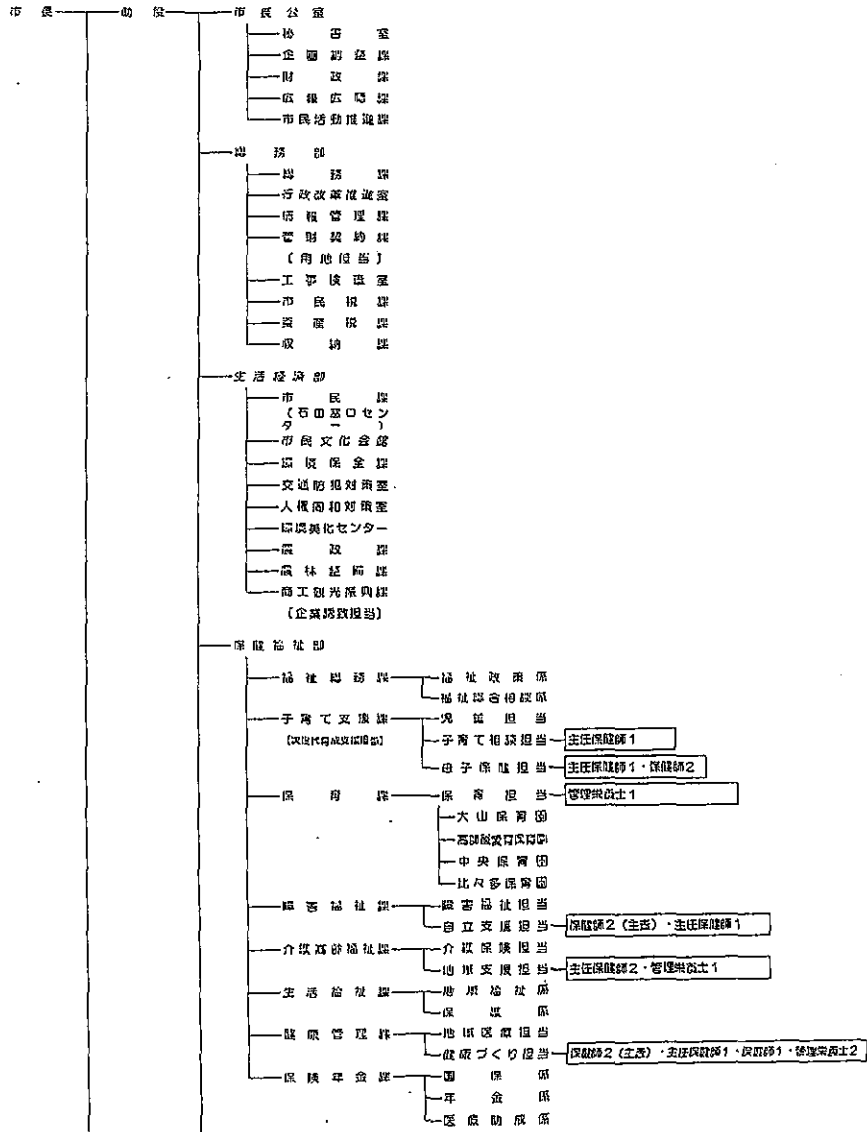 市長 助役 市長公室
秘書室
企画調整課
財政課
広報広聴課
市民活動推進課
総務部
総務課
行政改革推進室
情報管理課
管財契約課
(用地担当)
工事検査室
市民税課
資産税課
収納課
生活経済部
市民課
(石田窓口セン
ター)
市民文化会館
環境保全課
交通防犯対策室
人権同和対策室
環境美化センター
農政課
農林整備課
商工観光振興課
(企業誘致担当)
保健福祉部
福祉総務課 福祉政策係
福祉総合相談係
子育て支援課 児童担当
(次世代育成支援担当) 子育て相談担当 主任保健師1
母子保健担当 主任保健師1・保健師2
保育課 保育担当 管理栄養士1
大山保育園
中央保育園
比々多保育園
障害福祉課 障害福祉担当
自立支援担当 保健師2(主査)・主任保健師1
介護高齢福祉課 介護保険担当
地域支援担当 主任保健師2・管理栄養士1
生活福祉課 地域福祉係
保護係
健康管理課 地域医療担当
健康づくり担当 保健師2(主査)・主任保健師1・保健師1・管理栄養士2
保険年金課 国保係
年金係
医療助成係